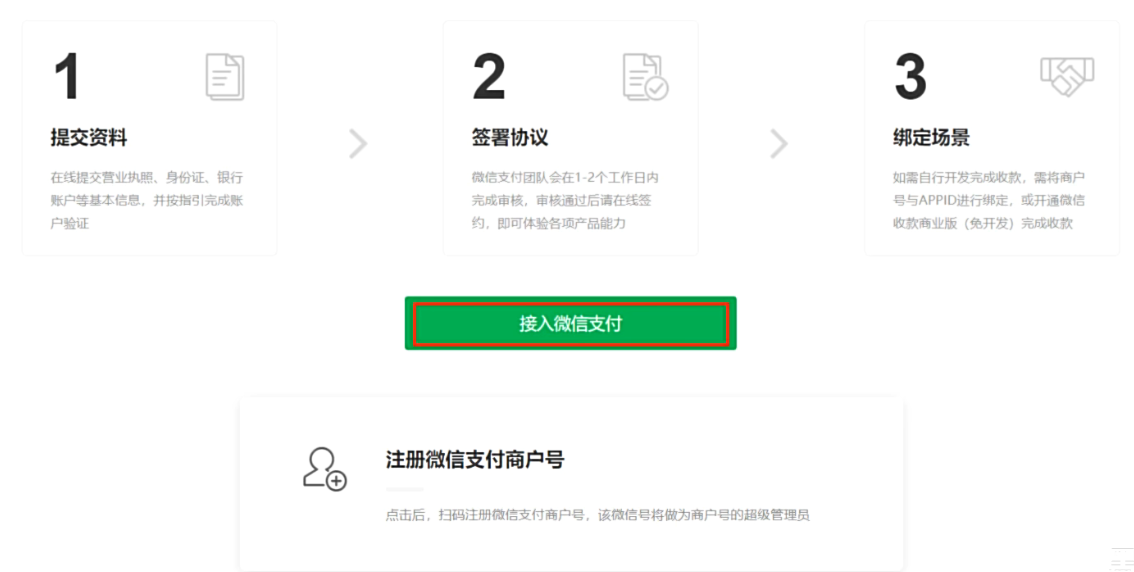 1
提交资料
在线提交营业执照、身份证、银行
账户等基本信息，并按指引完成账
户验证
2
签署协议
微信支付团队会在1-2个工作日内
完成审核，审核通过后请在线签
约，即可体验各项产品能力
3
绑定场景
如需自行开发完成收款，需将商户
号与APPID进行绑定，或开通微信
收款商业版（免开发）完成收款
接入微信支付
注册微信支付商户号
点击后，扫码注册微信支付商户号，该微信号将做为商户号的超级管理员